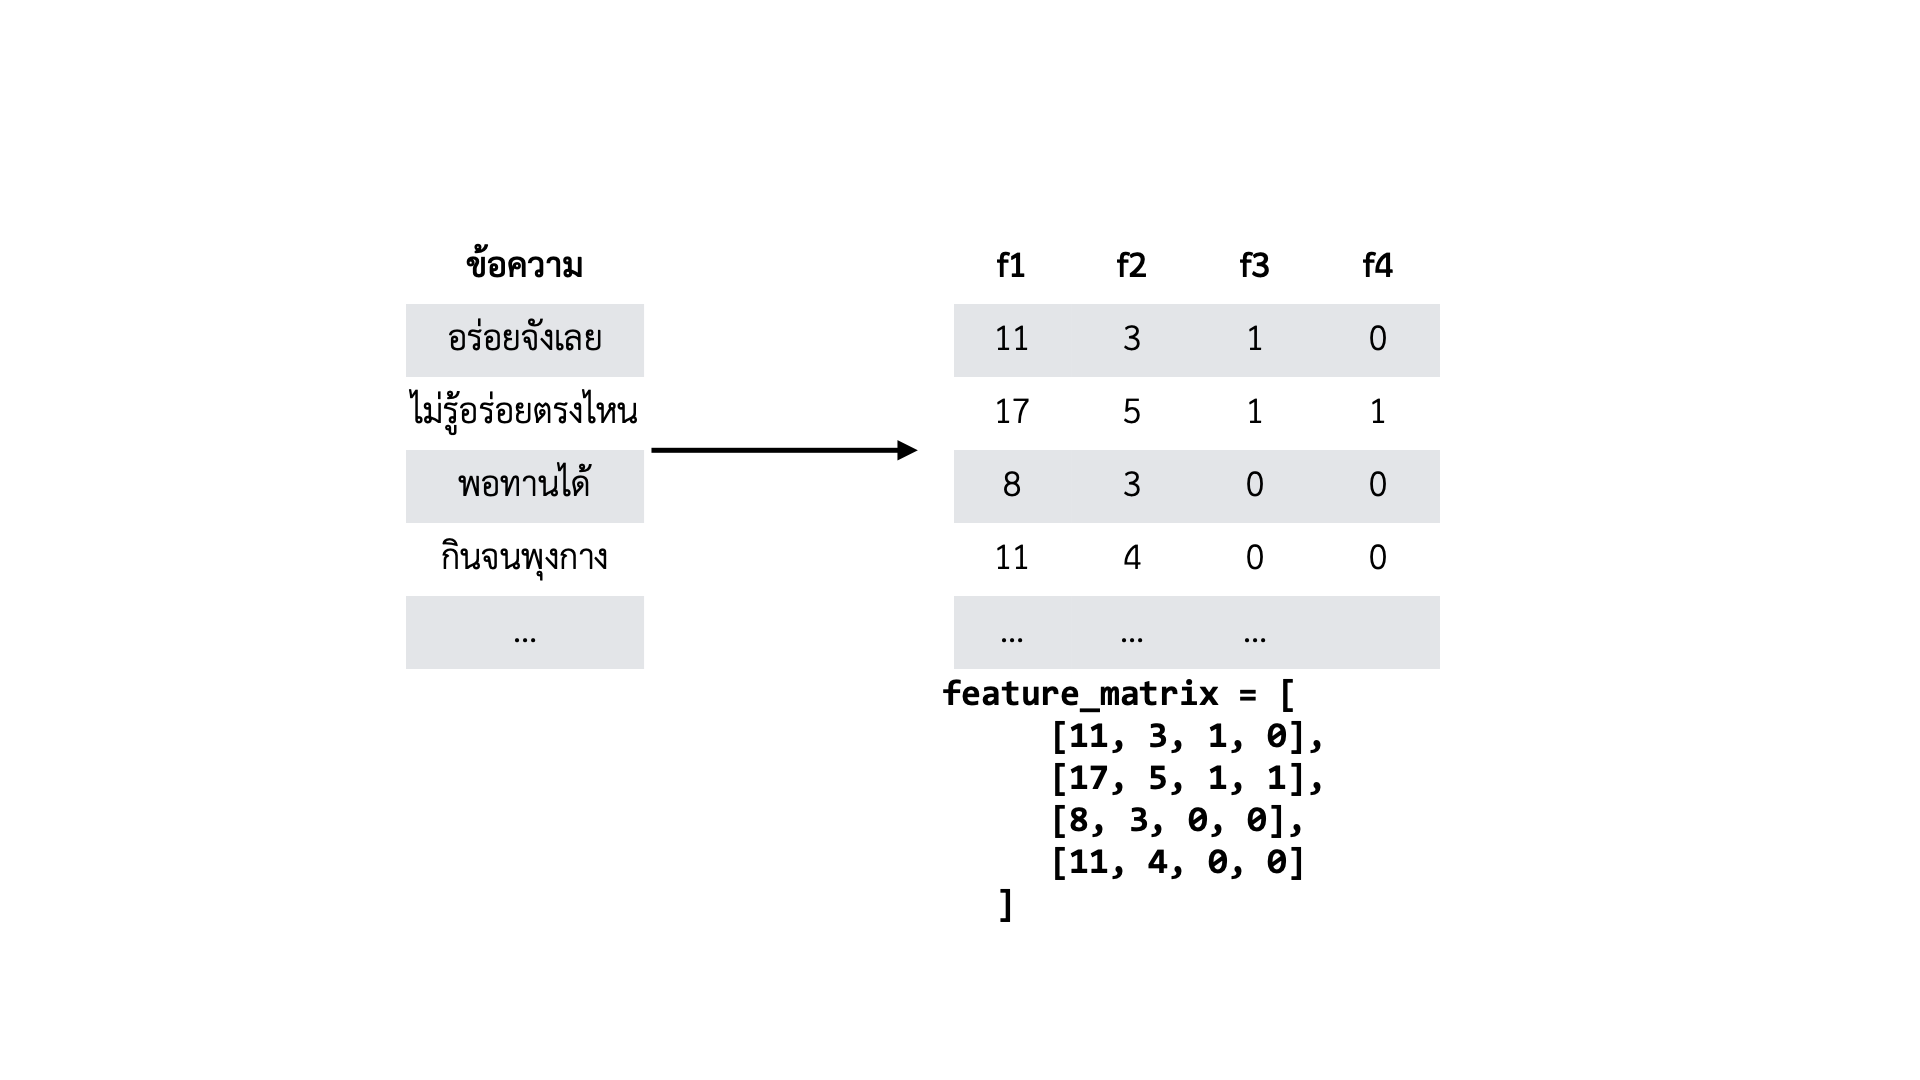 ข้อความ
อร่อยจังเลย
ไม่รู้อร่อยตรงไหน
พอทานได้
กินจนพุงกาง
...
f1 f2 f3 f4
11 3 1 0
17 5 1 1
8 3 0 0
11 4 0 0
... ... ...
feature_matrix = [
[11, 3, 1, 0],
[17, 5, 1, 1],
[8, 3, 0, 0],
[11, 4, 0, 0]
]